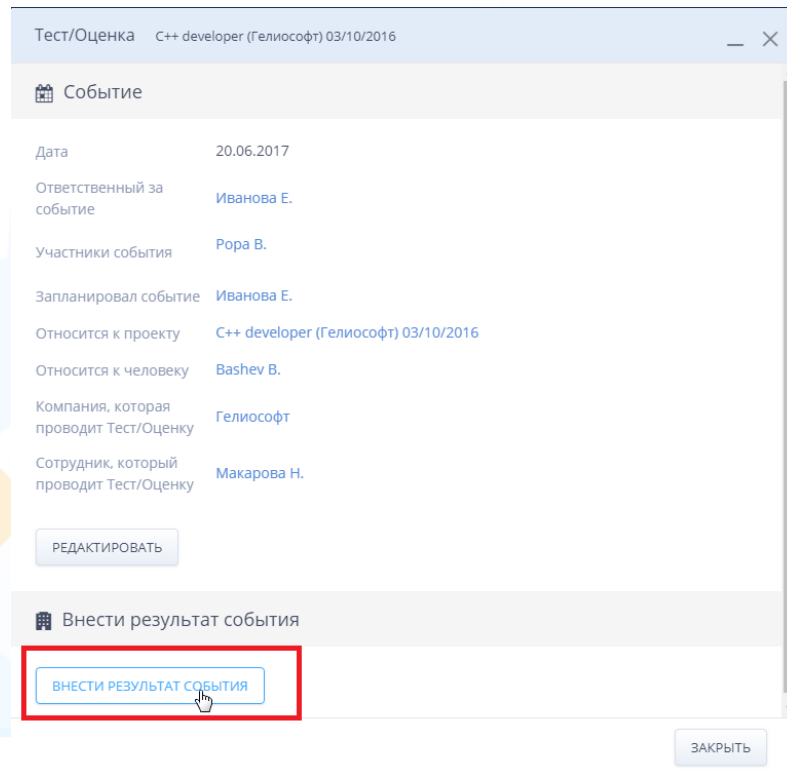 Тест/Оценка C++ developer (Гелиософт) 03/10/2016
Событие
Дата 20.06.2017
Ответственный за
событие Иванова Е.
Участники события Popa B.
Запланировал событие Иванова Е.
Относится к проекту C++ developer (Гелиософт) 03/10/2016
Относится к человеку Bashev B.
Компания, которая
проводит Тест/Оценку Гелиософт
Сотрудник, который
проводит Тест/Оценку Макарова Н.
РЕДАКТИРОВАТЬ
Внести результат события
ВНЕСТИ РЕЗУЛЬТАТ СОБЫТИЯ
ЗАКРЫТЬ